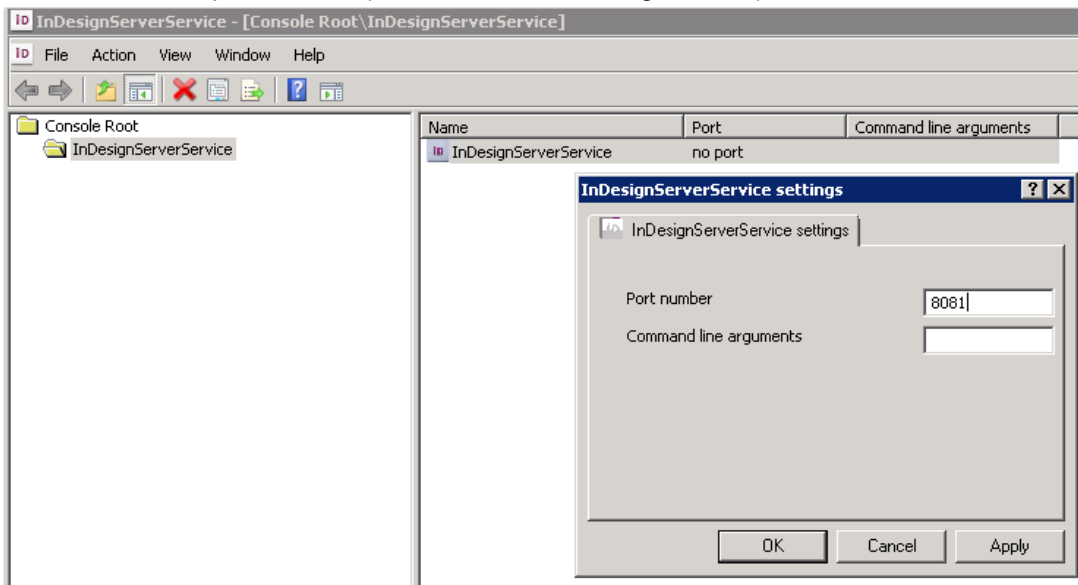 InDesignServerService - [Console Root\InDesignServerService]
File Action View Window Help
Console Root
InDesignServerService
Name Port Command line arguments
InDesignServerService no port
InDesignServerService settings
InDesignServerService settings
Port number 8081
Command line arguments
OK Cancel Apply